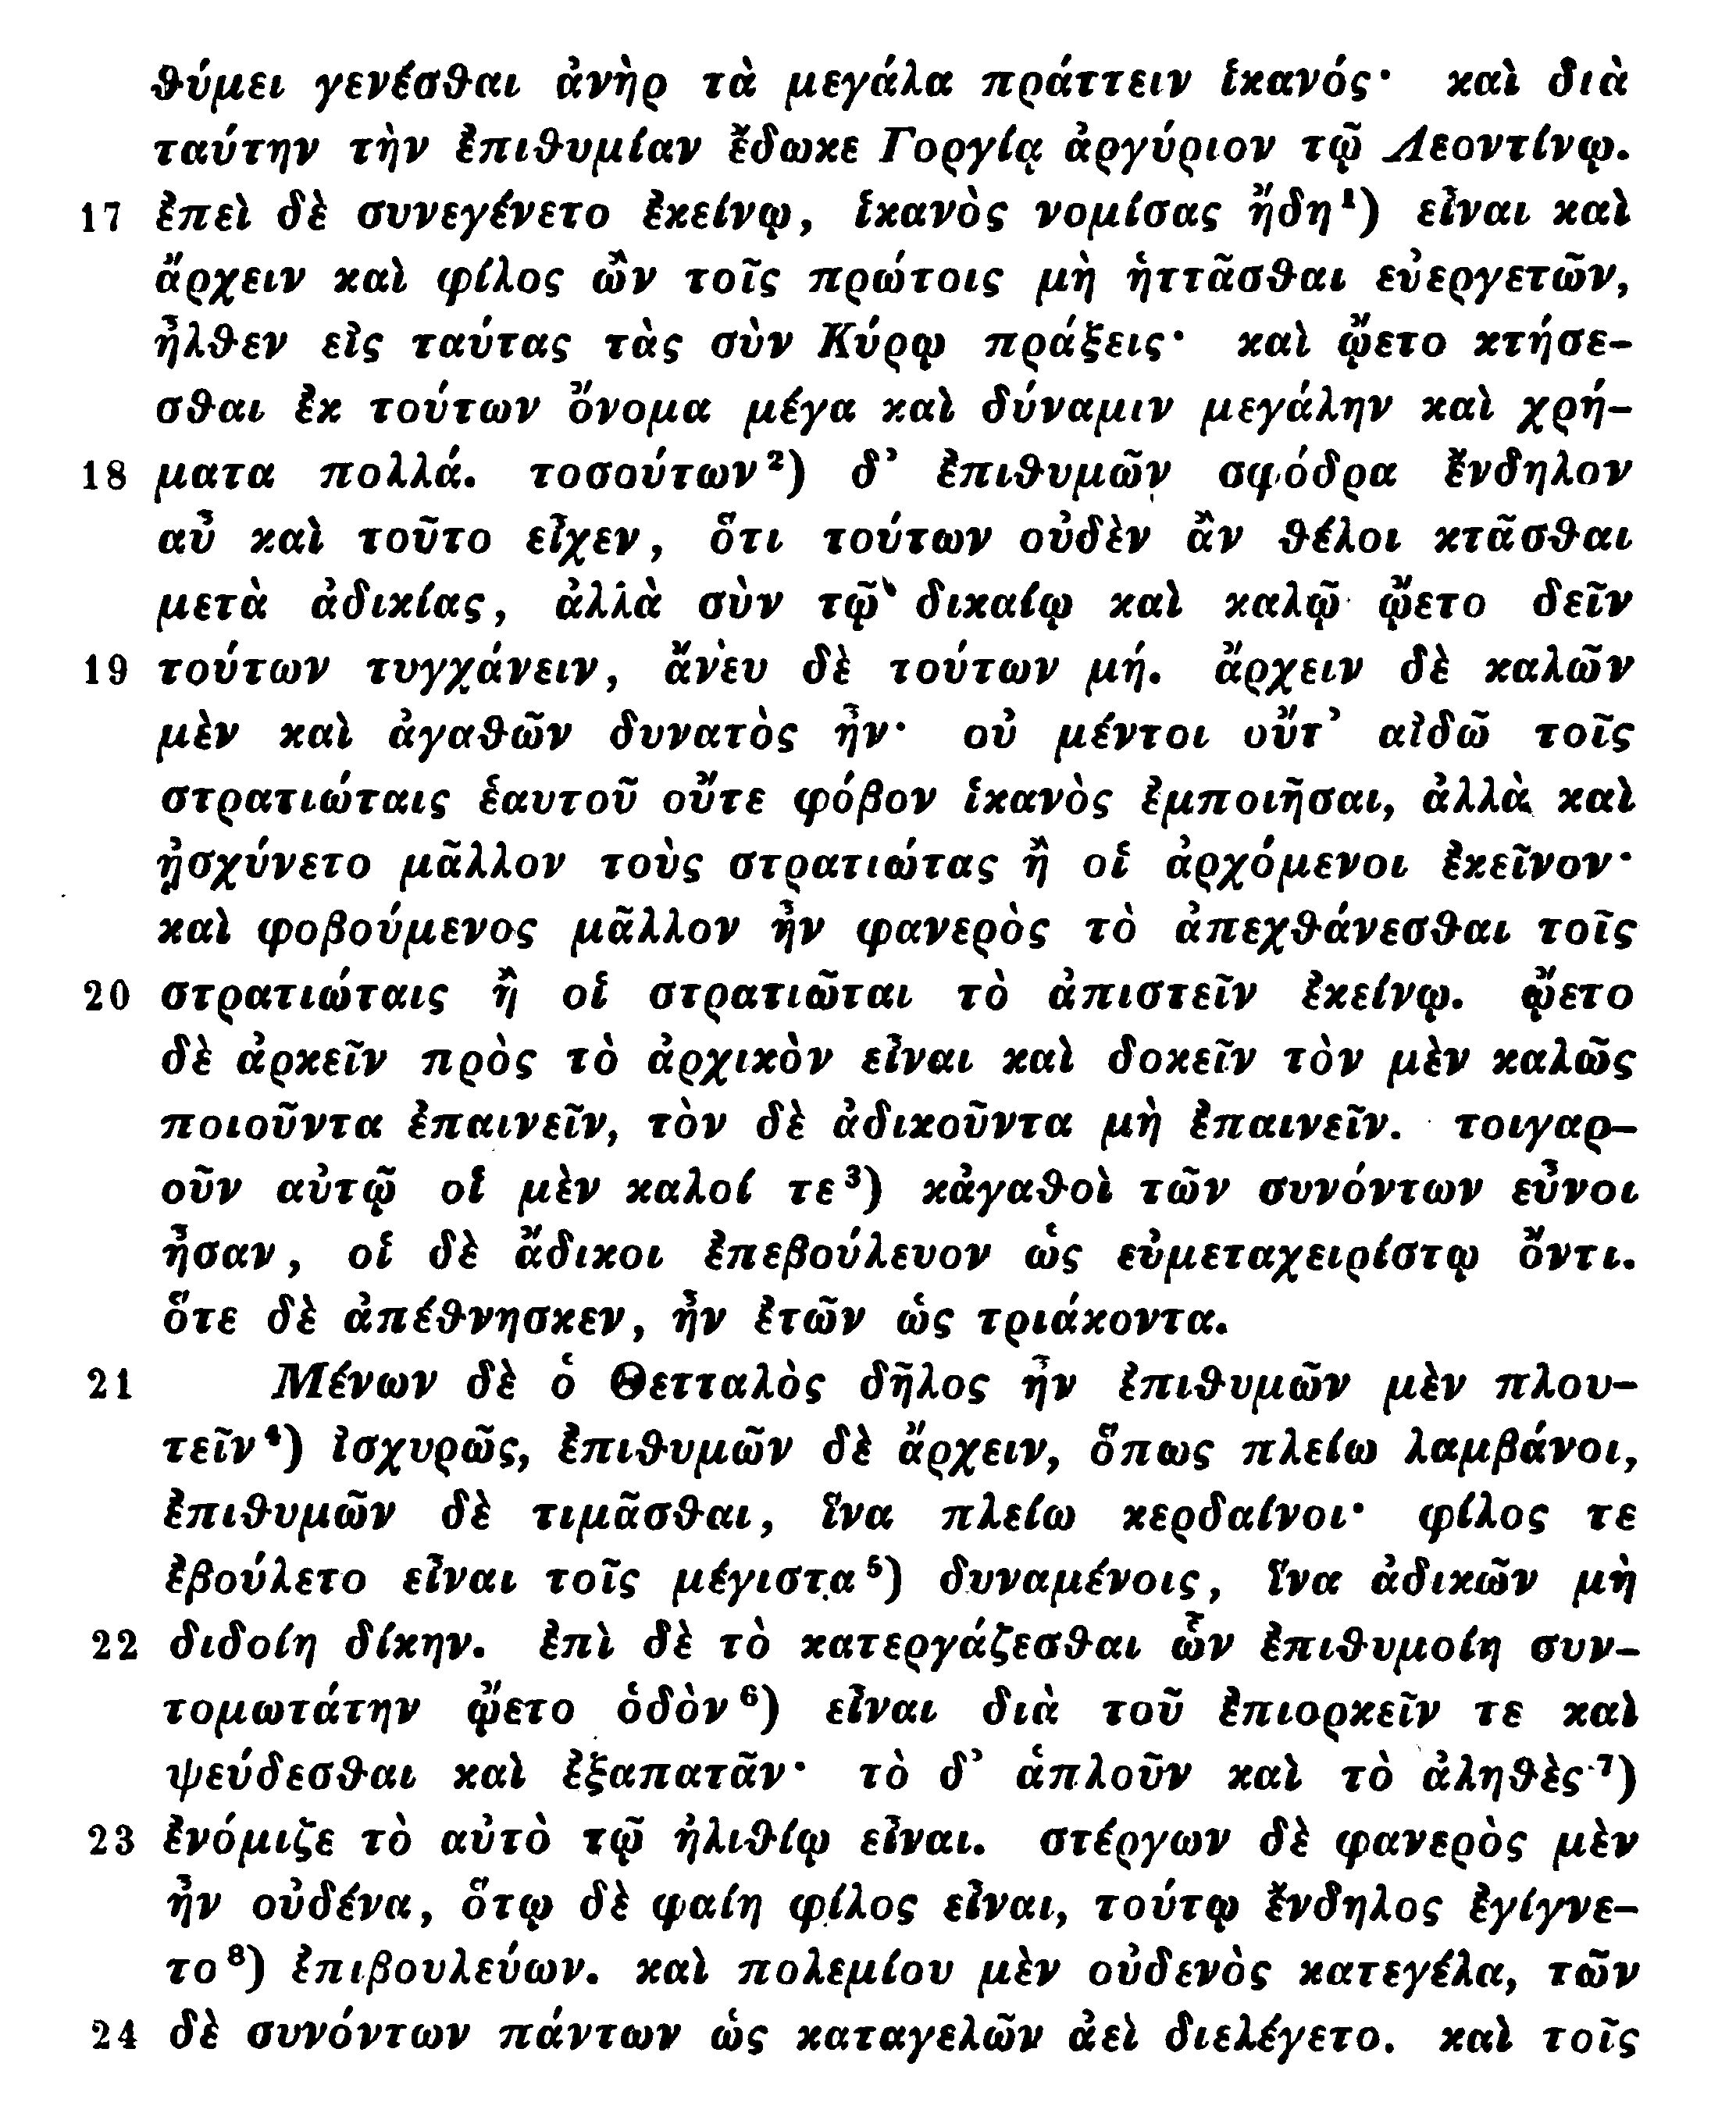 θύμει γενέσθαι ἀνὴρ τὰ μεγάλα πράττειν ἱκανός· καὶ διὰ
ταύτην τὴν ἐπιθυμίαν ἔδωκε Γοργίᾳ ἀργύριον τῷ Λεοντίνῳ.
17 ἐπεὶ δὲ συνεγένετο ἐκείνῳ, ἱκανὸς νομίσας ἤδη¹) εἶναι καὶ
ἄρχειν καὶ φίλος ὢν τοῖς πρώτοις μὴ ἡττᾶσθαι εὐεργετῶν,
ἦλθεν εἰς ταύτας τὰς σὺν Κύρῳ πράξεις· καὶ ᾤετο κτήσε-
σθαι ἐκ τούτων ὄνομα μέγα καὶ δύναμιν μεγάλην καὶ χρή-
18 ματα πολλά. τοσούτων²) δ’ ἐπιθυμῶν σφόδρα ἔνδηλον
αὖ καὶ τοῦτο εἶχεν, ὅτι τούτων οὐδὲν ἂν θέλοι κτᾶσθαι
μετὰ ἀδικίας, ἀλλὰ σὺν τῷ δικαίῳ καὶ καλῷ ᾤετο δεῖν
19 τούτων τυγχάνειν, ἄνευ δὲ τούτων μή. ἄρχειν δὲ καλῶν
μὲν καὶ ἀγαθῶν δυνατὸς ἦν· οὐ μέντοι οὔτ’ αἰδῶ τοῖς
στρατιώταις ἑαυτοῦ οὔτε φόβον ἱκανὸς ἐμποιῆσαι, ἀλλὰ καὶ
ᾐσχύνετο μᾶλλον τοὺς στρατιώτας ἢ οἱ ἀρχόμενοι ἐκεῖνον·
καὶ φοβούμενος μᾶλλον ἦν φανερὸς τὸ ἀπεχθάνεσθαι τοῖς
20 στρατιώταις ἢ οἱ στρατιῶται τὸ ἀπιστεῖν ἐκείνῳ. ᾤετο
δὲ ἀρκεῖν πρὸς τὸ ἀρχικὸν εἶναι καὶ δοκεῖν τὸν μὲν καλῶς
ποιοῦντα ἐπαινεῖν, τὸν δὲ ἀδικοῦντα μὴ ἐπαινεῖν. τοιγαρ-
οῦν αὐτῷ οἱ μὲν καλοί τε³) κἀγαθοὶ τῶν συνόντων εὖνοι
ἦσαν, οἱ δὲ ἄδικοι ἐπεβούλευον ὡς εὐμεταχειρίστῳ ὄντι.
ὅτε δὲ ἀπέθνησκεν, ἦν ἐτῶν ὡς τριάκοντα.
21 Μένων δὲ ὁ Θετταλὸς δῆλος ἦν ἐπιθυμῶν μὲν πλου-
τεῖν⁴) ἰσχυρῶς, ἐπιθυμῶν δὲ ἄρχειν, ὅπως πλείω λαμβάνοι,
ἐπιθυμῶν δὲ τιμᾶσθαι, ἵνα πλείω κερδαίνοι· φίλος τε
ἐβούλετο εἶναι τοῖς μέγιστα⁵) δυναμένοις, ἵνα ἀδικῶν μὴ
22 διδοίη δίκην. ἐπὶ δὲ τὸ κατεργάζεσθαι ὧν ἐπιθυμοίη συν-
τομωτάτην ᾤετο ὁδὸν⁶) εἶναι διὰ τοῦ ἐπιορκεῖν τε καὶ
ψεύδεσθαι καὶ ἐξαπατᾶν· τὸ δ’ ἁπλοῦν καὶ τὸ ἀληθὲς⁷)
23 ἐνόμιζε τὸ αὐτὸ τῷ ἠλιθίῳ εἶναι. στέργων δὲ φανερὸς μὲν
ἦν οὐδένα, ὅτῳ δὲ φαίη φίλος εἶναι, τούτῳ ἔνδηλος ἐγίγνε-
το⁸) ἐπιβουλεύων. καὶ πολεμίου μὲν οὐδενὸς κατεγέλα, τῶν
24 δὲ συνόντων πάντων ὡς καταγελῶν ἀεὶ διελέγετο. καὶ τοῖς